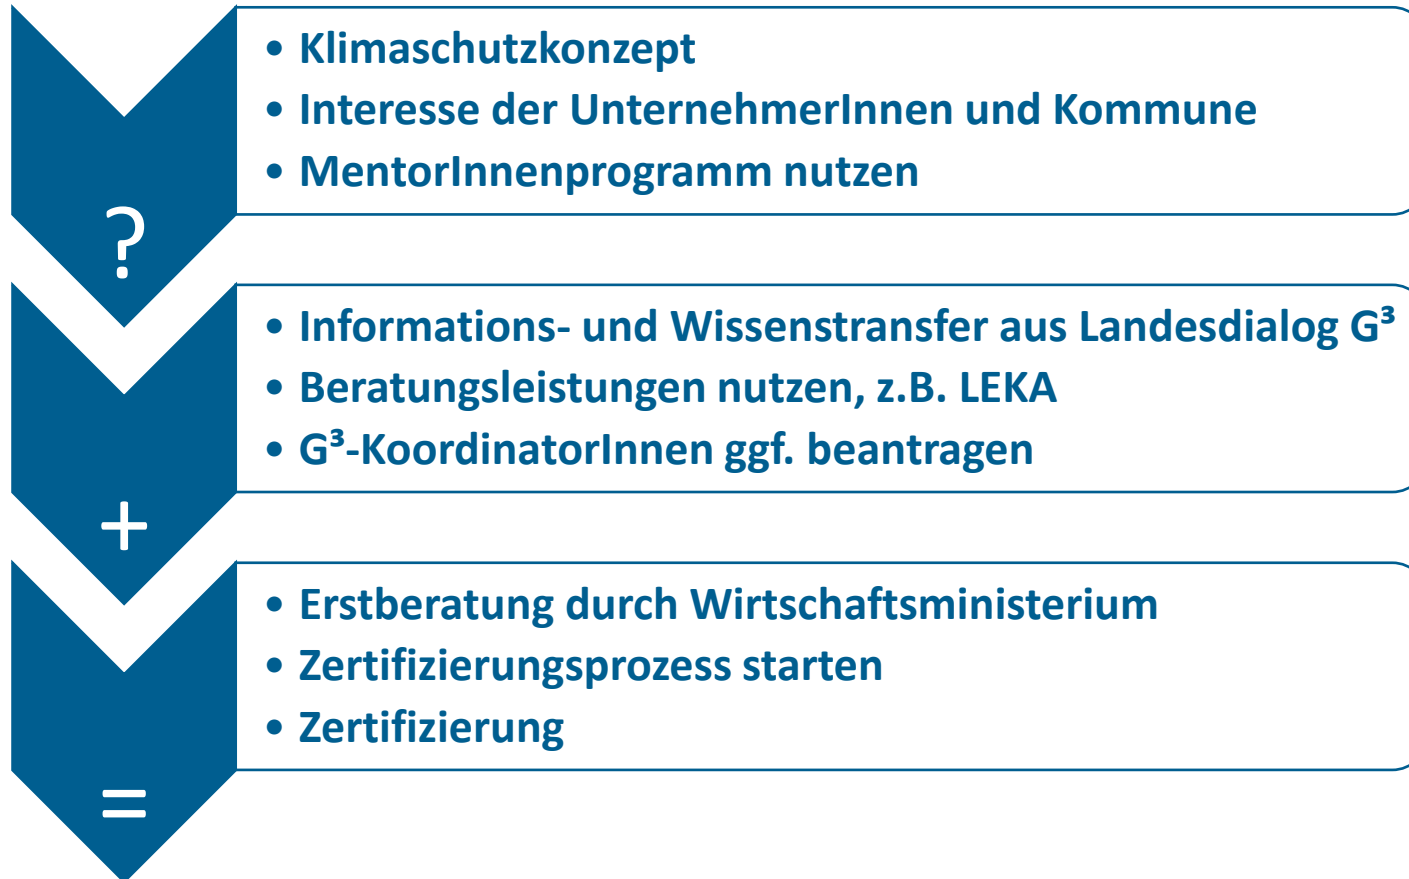 • Klimaschutzkonzept
• Interesse der UnternehmerInnen und Kommune
• MentorInnenprogramm nutzen
?
• Informations- und Wissenstransfer aus Landesdialog G³
• Beratungsleistungen nutzen, z.B. LEKA
• G³-KoordinatorInnen ggf. beantragen
+
• Erstberatung durch Wirtschaftsministerium
• Zertifizierungsprozess starten
• Zertifizierung
=